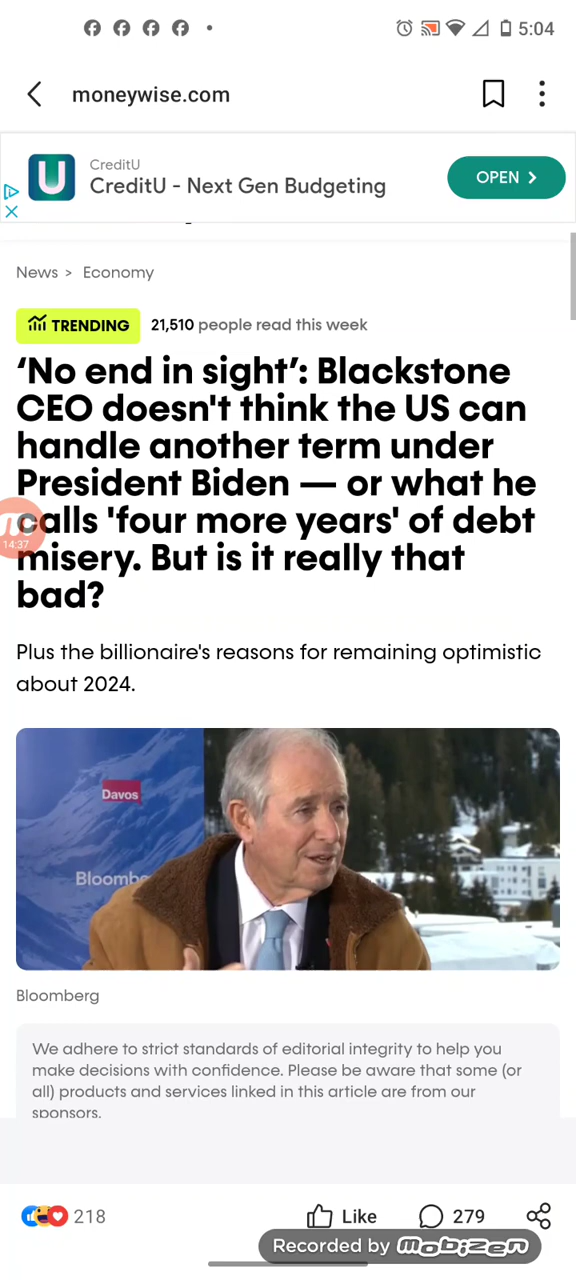 5:04
moneywise.com
CreditU
CreditU - Next Gen Budgeting
OPEN
News > Economy
TRENDING 21,510 people read this week
‘No end in sight’: Blackstone
CEO doesn't think the US can
handle another term under
President Biden — or what he
calls 'four more years' of debt
14:37
misery. But is it really that
bad?
Plus the billionaire's reasons for remaining optimistic
about 2024.
Davos
Bloombe
Bloomberg
We adhere to strict standards of editorial integrity to help you
make decisions with confidence. Please be aware that some (or
all) products and services linked in this article are from our
sponsors.
218 Like 279
Recorded by mobizen